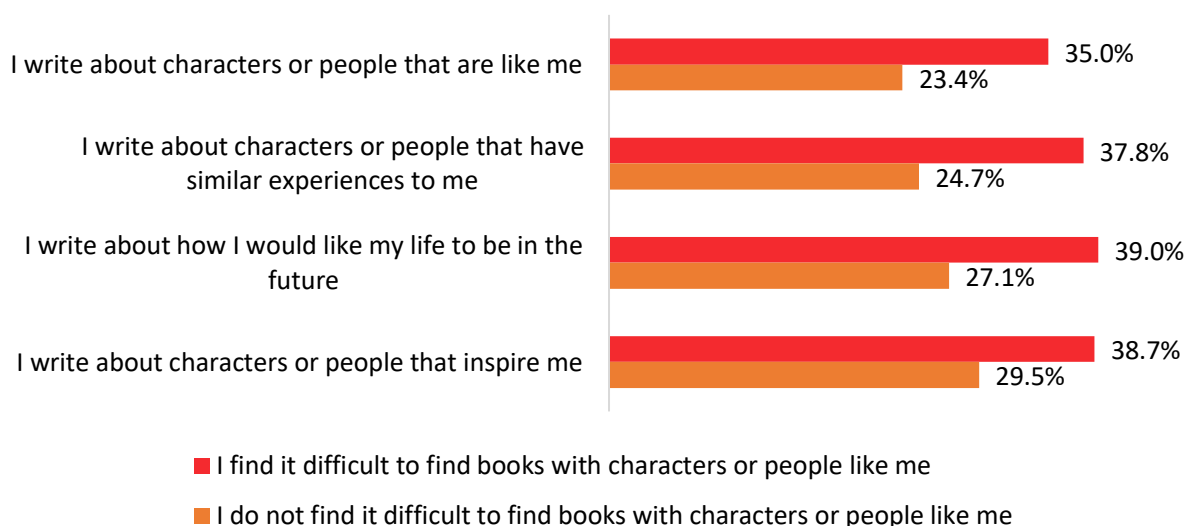 I write about characters or people that are like me
35.0%
23.4%
I write about characters or people that have
similar experiences to me
37.8%
24.7%
I write about how I would like my life to be in the
future
39.0%
27.1%
I write about characters or people that inspire me
38.7%
29.5%
I find it difficult to find books with characters or people like me
I do not find it difficult to find books with characters or people like me